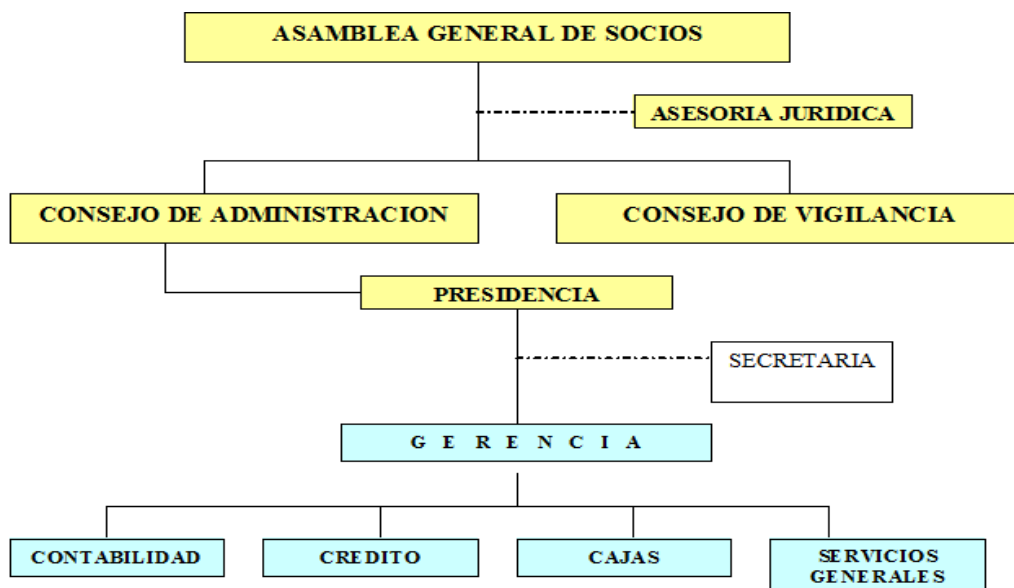 ASAMBLEA GENERAL DE SOCIOS
ASESORIA JURIDICA
CONSEJO DE ADMINISTRACION
CONSEJO DE VIGILANCIA
PRESIDENCIA
SECRETARIA
G E R E N C I A
CONTABILIDAD
CREDITO
CAJAS
SERVICIOS
GENERALES